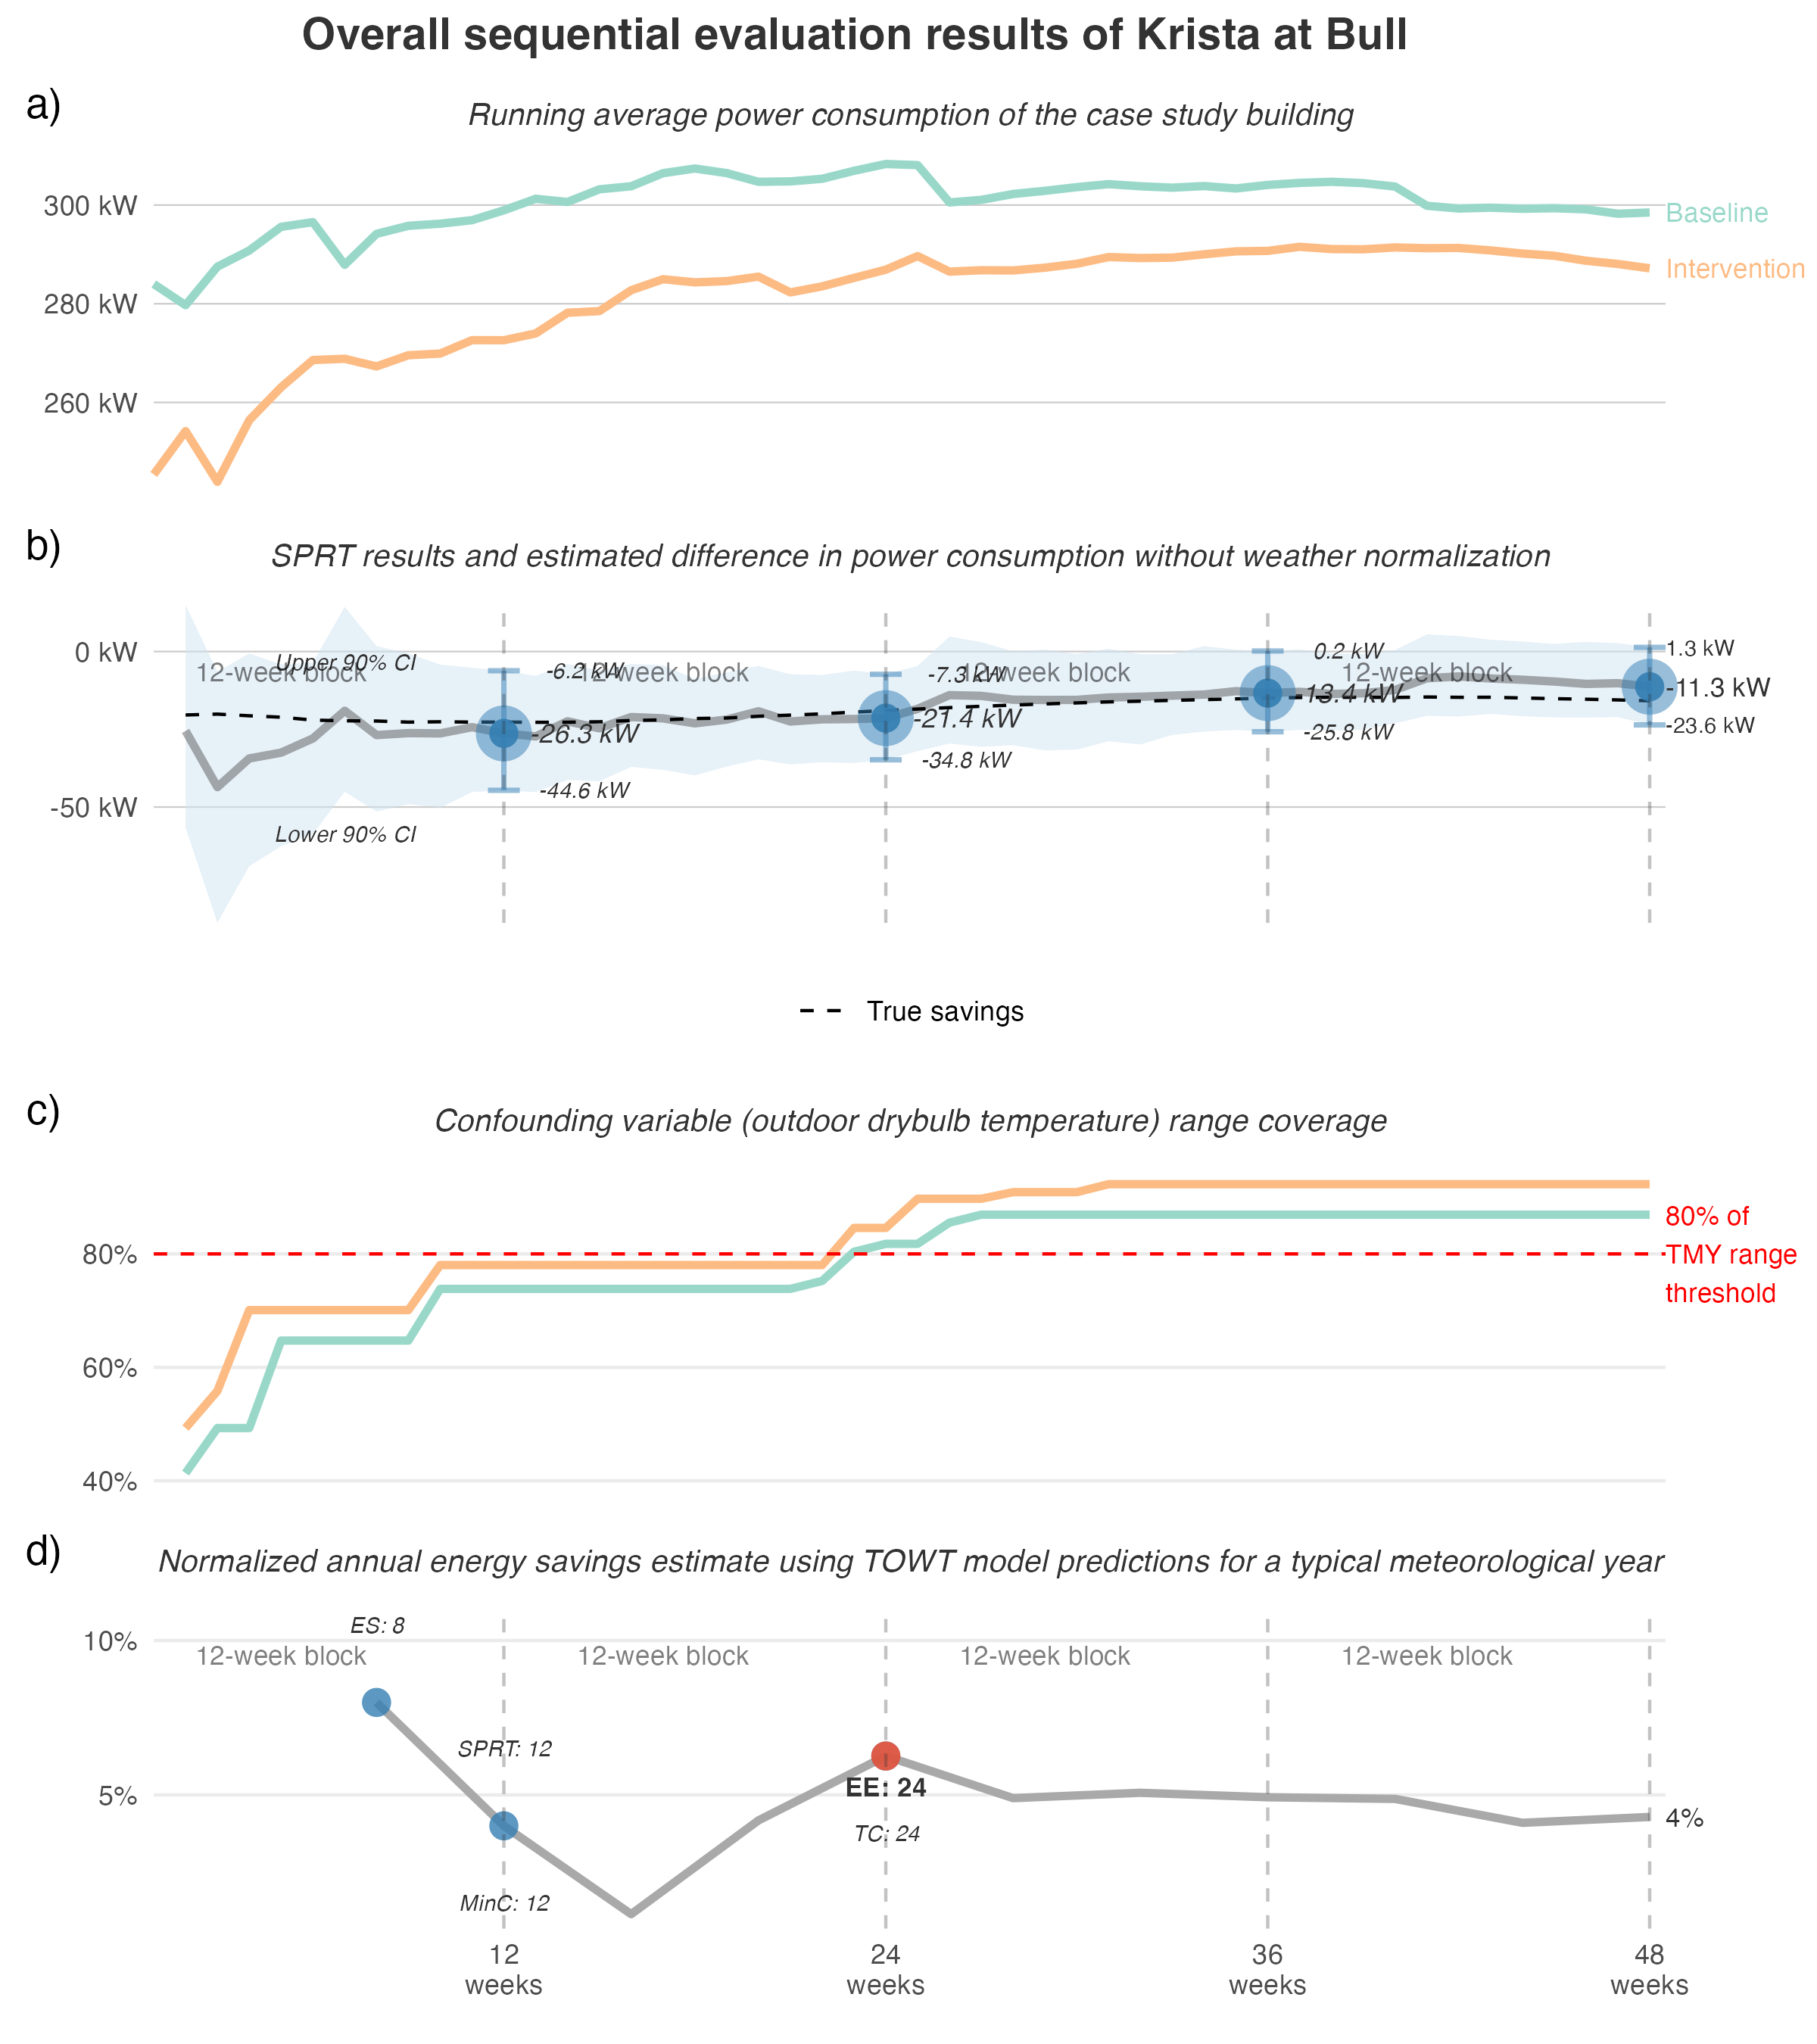 Overall sequential evaluation results of Krista at Bull
a)
Running average power consumption of the case study building
300 kW
280 kW
260 kW
Baseline
Intervention
b)
SPRT results and estimated difference in power consumption without weather normalization
0 kW
-50 kW
12-week block
12-week block
12-week block
12-week block
Upper 90% CI
Lower 90% CI
-6.2 kW
-26.3 kW
-44.6 kW
-7.3 kW
-21.4 kW
-34.8 kW
0.2 kW
-13.4 kW
-25.8 kW
1.3 kW
-11.3 kW
-23.6 kW
True savings
c)
Confounding variable (outdoor drybulb temperature) range coverage
80%
60%
40%
80% of
TMY range
threshold
d)
Normalized annual energy savings estimate using TOWT model predictions for a typical meteorological year
10%
5%
12-week block
12-week block
12-week block
12-week block
ES: 8
SPRT: 12
MinC: 12
EE: 24
TC: 24
4%
12
weeks
24
weeks
36
weeks
48
weeks